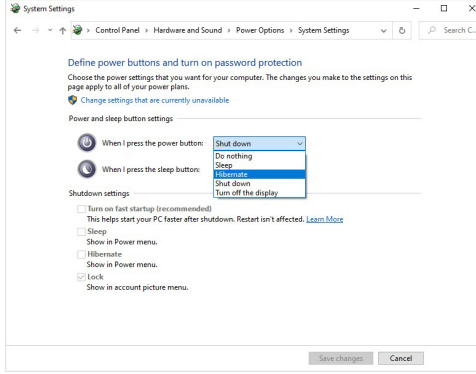 System Settings
Control Panel > Hardware and Sound > Power Options > System Settings
Search C...
Define power buttons and turn on password protection
Choose the power settings that you want for your computer. The changes you make to the settings on this
page apply to all of your power plans.
Change settings that are currently unavailable
Power and sleep button settings
When I press the power button: Shut down
Do nothing
Sleep
Hibernate
Shut down
Turn off the display
When I press the sleep button:
Shutdown settings
Turn on fast startup (recommended)
This helps start your PC faster after shutdown. Restart isn't affected. Learn More
Sleep
Show in Power menu.
Hibernate
Show in Power menu.
Lock
Show in account picture menu.
Save changes Cancel